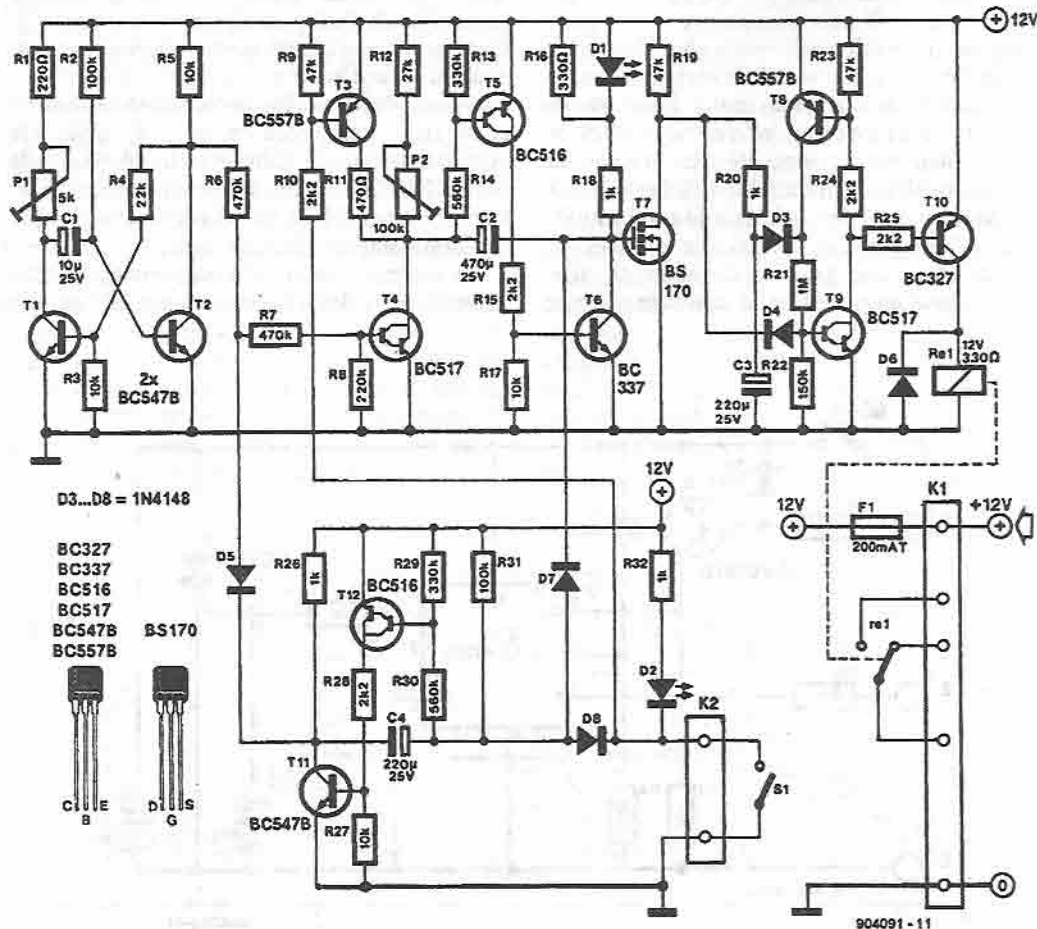 12V
R1
220Ω
R2
100k
R5
10k
R9
47k
R12
27k
R13
330k
R16
330Ω
D1
R19
47k
R23
47k
T3
BC557B
T5
BC516
BC557B
T8
P1
5k
R4
22k
R6
470k
R10
2k2
R11
470Ω
P2
100k
R14
560k
R18
1k
T7
BS
170
R20
1k
D3
R24
2k2
R25
2k2
T10
BC327
C1
10µ
25V
C2
470µ
25V
R15
2k2
R21
1M
T1
T2
R7
470k
T4
BC517
T6
BC
337
D4
T9
BC517
R3
10k
2x
BC547B
R8
220k
R17
10k
C3
220µ
25V
R22
150k
D6
Re1
12V
330Ω
D3...D8 = 1N4148
12V
12V
F1
200mAT
K1
+12V
BC327
BC337
BC516
BC517
BC547B
BC557B
BS170
D5
R26
1k
T12
BC516
R29
330k
R31
100k
D7
R32
1k
re1
R28
2k2
R30
560k
D2
K2
C4
220µ
25V
D8
S1
T11
BC547B
R27
10k
C
B
E
D
G
S
0
904091 - 11